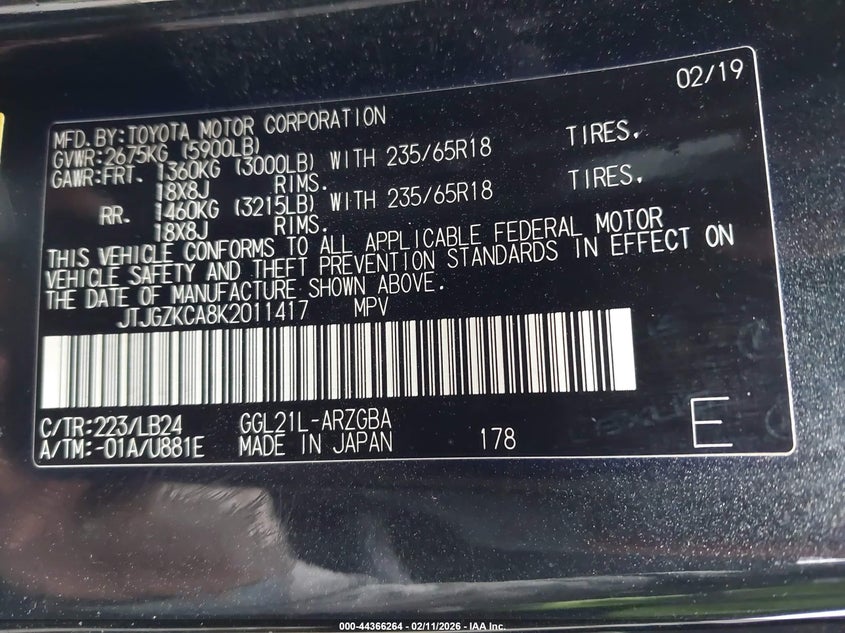 02/19
MFD. BY: TOYOTA MOTOR CORPORATION
GVWR: 2675KG (5900LB)
GAWR: FRT. 1360KG (3000LB) WITH 235/65R18 TIRES,
18X8J RIMS.
RR. 1460KG (3215LB) WITH 235/65R18 TIRES,
18X8J RIMS.
THIS VEHICLE CONFORMS TO ALL APPLICABLE FEDERAL MOTOR
VEHICLE SAFETY AND THEFT PREVENTION STANDARDS IN EFFECT ON
THE DATE OF MANUFACTURE SHOWN ABOVE.
JTJGZKCA8K2011417 MPV
C/TR: 223/LB24 GGL21L-ARZGBA
A/TM: -01A/U881E MADE IN JAPAN 178 E
000-44366264 - 02/11/2026 - IAA Inc.